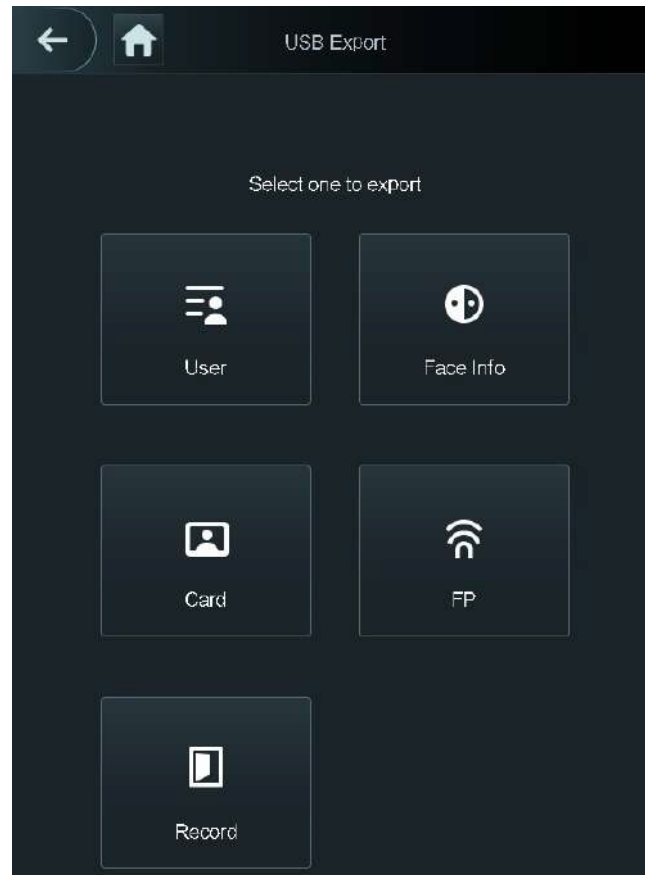 USB Export
Select one to export
User
Face Info
Card
FP
Record